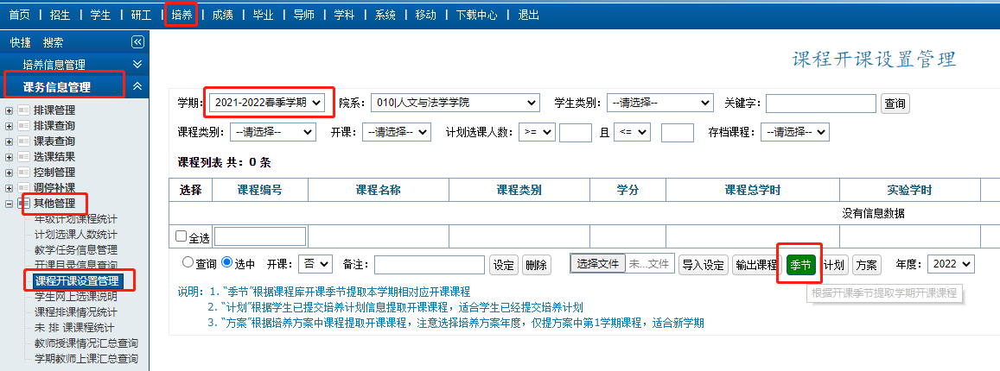 首页 | 招生 | 学生 | 研工 | 培养 | 成绩 | 毕业 | 导师 | 学科 | 系统 | 移动 | 下载中心 | 退出
快捷 搜索
培养信息管理
课务信息管理
排课管理
排课查询
课表查询
选课结果
控制管理
调停补课
其他管理
年级计划课程统计
计划选课人数统计
教学任务信息管理
开课目录信息查询
课程开课设置管理
学生网上选课说明
课程排课情况统计
未 排 课课程统计
教师授课情况汇总查询
学期教师上课汇总查询
课程开课设置管理
学期: 2021-2022春季学期 院系: 010|人文与法学学院 学生类别: --请选择-- 关键字: 查询
课程类别: --请选择-- 开课: --请选择-- 计划选课人数: >= 且 <= 存档课程: --请选择--
课程列表 共: 0 条
选择 课程编号 课程名称 课程类别 学分 课程总学时 实验学时
没有信息数据
全选
查询 选中 开课: 否 备注: 设定 删除 选择文件 未...文件 导入设定 输出课程 季节 计划 方案 年度: 2022
根据开课季节提取学期开课课程
说明: 1. “季节”根据课程库开课季节提取本学期相对应开课课程
2. “计划”根据学生已提交培养计划信息提取开课课程, 适合学生已经提交培养计划
3. “方案”根据培养方案中课程提取开课课程, 注意选择培养方案年度, 仅提方案中第1学期课程, 适合新学期